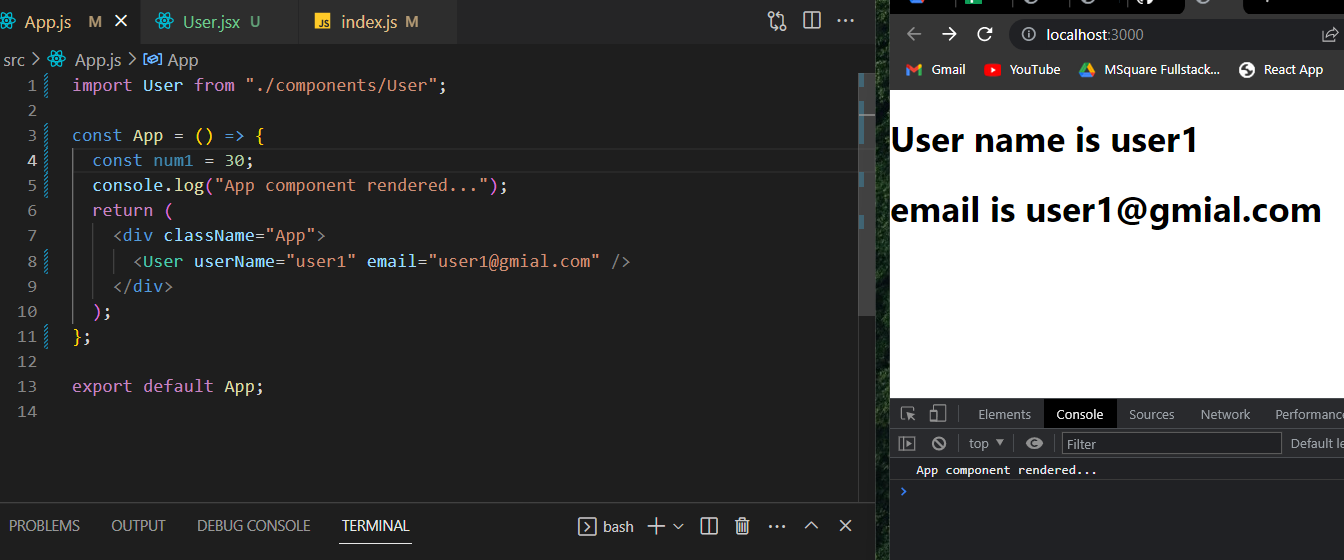 App.js M User.jsx U index.js M
src App.js App
1 import User from "./components/User";
2
3 const App = () => {
4 const num1 = 30;
5 console.log("App component rendered...");
6 return (
7 <div className="App">
8 <User userName="user1" email="user1@gmial.com" />
9 </div>
10 );
11 };
12
13 export default App;
14
PROBLEMS OUTPUT DEBUG CONSOLE TERMINAL bash
localhost:3000
Gmail YouTube MSquare Fullstack... React App
User name is user1
email is user1@gmial.com
Elements Console Sources Network Performance
top Filter Default le
App component rendered...